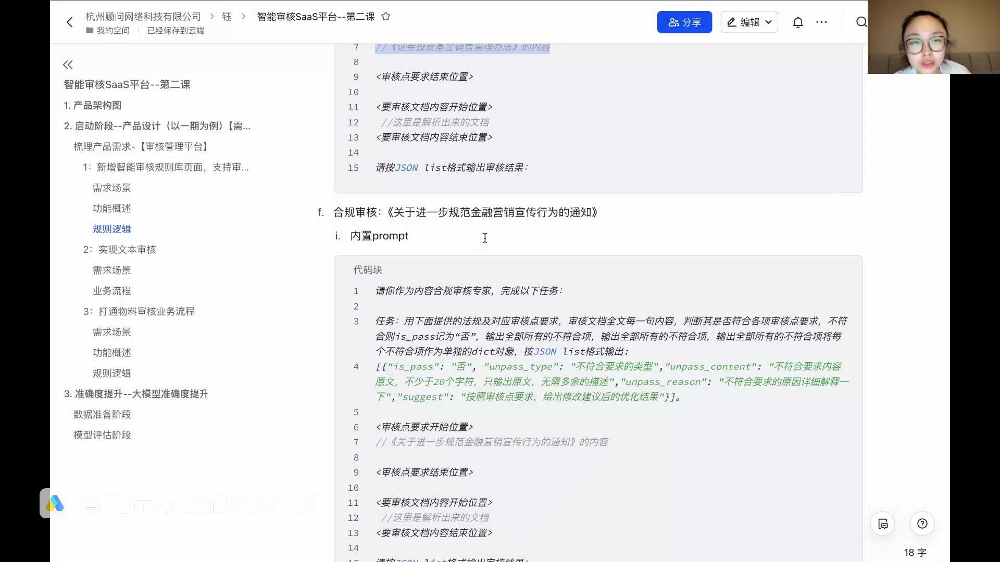 杭州顾问网络科技有限公司 > 钰 > 智能审核SaaS平台--第二课
我的空间 | 已经保存到云端
分享
编辑
智能审核SaaS平台--第二课
1. 产品架构图
2. 启动阶段--产品设计（以一期为例）【需...
梳理产品需求-【审核管理平台】
1：新增智能审核规则库页面，支持审...
需求场景
功能概述
规则逻辑
2：实现文本审核
需求场景
业务流程
3：打通物料审核业务流程
需求场景
功能概述
规则逻辑
3. 准确度提升--大模型准确度提升
数据准备阶段
模型评估阶段
7 //《证券投资基金销售管理办法》的内容
8
9 <审核点要求结束位置>
10
11 <要审核文档内容开始位置>
12 //这里是解析出来的文档
13 <要审核文档内容结束位置>
14
15 请按JSON list格式输出审核结果：
f. 合规审核：《关于进一步规范金融营销宣传行为的通知》
i. 内置prompt
代码块
1 请你作为内容合规审核专家，完成以下任务：
2
3 任务：用下面提供的法规及对应审核点要求，审核文档全文每一句内容，判断其是否符合各项审核点要求，不符
合则is_pass记为“否”，输出全部所有的不符合项，输出全部所有的不符合项，输出全部所有的不符合项将每
个不符合项作为单独的dict对象，按JSON list格式输出：
4 [{"is_pass": "否", "unpass_type": "不符合要求的类型","unpass_content": "不符合要求内容
原文，不少于20个字符，只输出原文，无需多余的描述","unpass_reason": "不符合要求的原因详细解释一
下","suggest": "按照审核点要求，给出修改建议后的优化结果"}]。
5
6 <审核点要求开始位置>
7 //《关于进一步规范金融营销宣传行为的通知》的内容
8
9 <审核点要求结束位置>
10
11 <要审核文档内容开始位置>
12 //这里是解析出来的文档
13 <要审核文档内容结束位置>
14
15 请按JSON list格式输出审核结果：
18 字